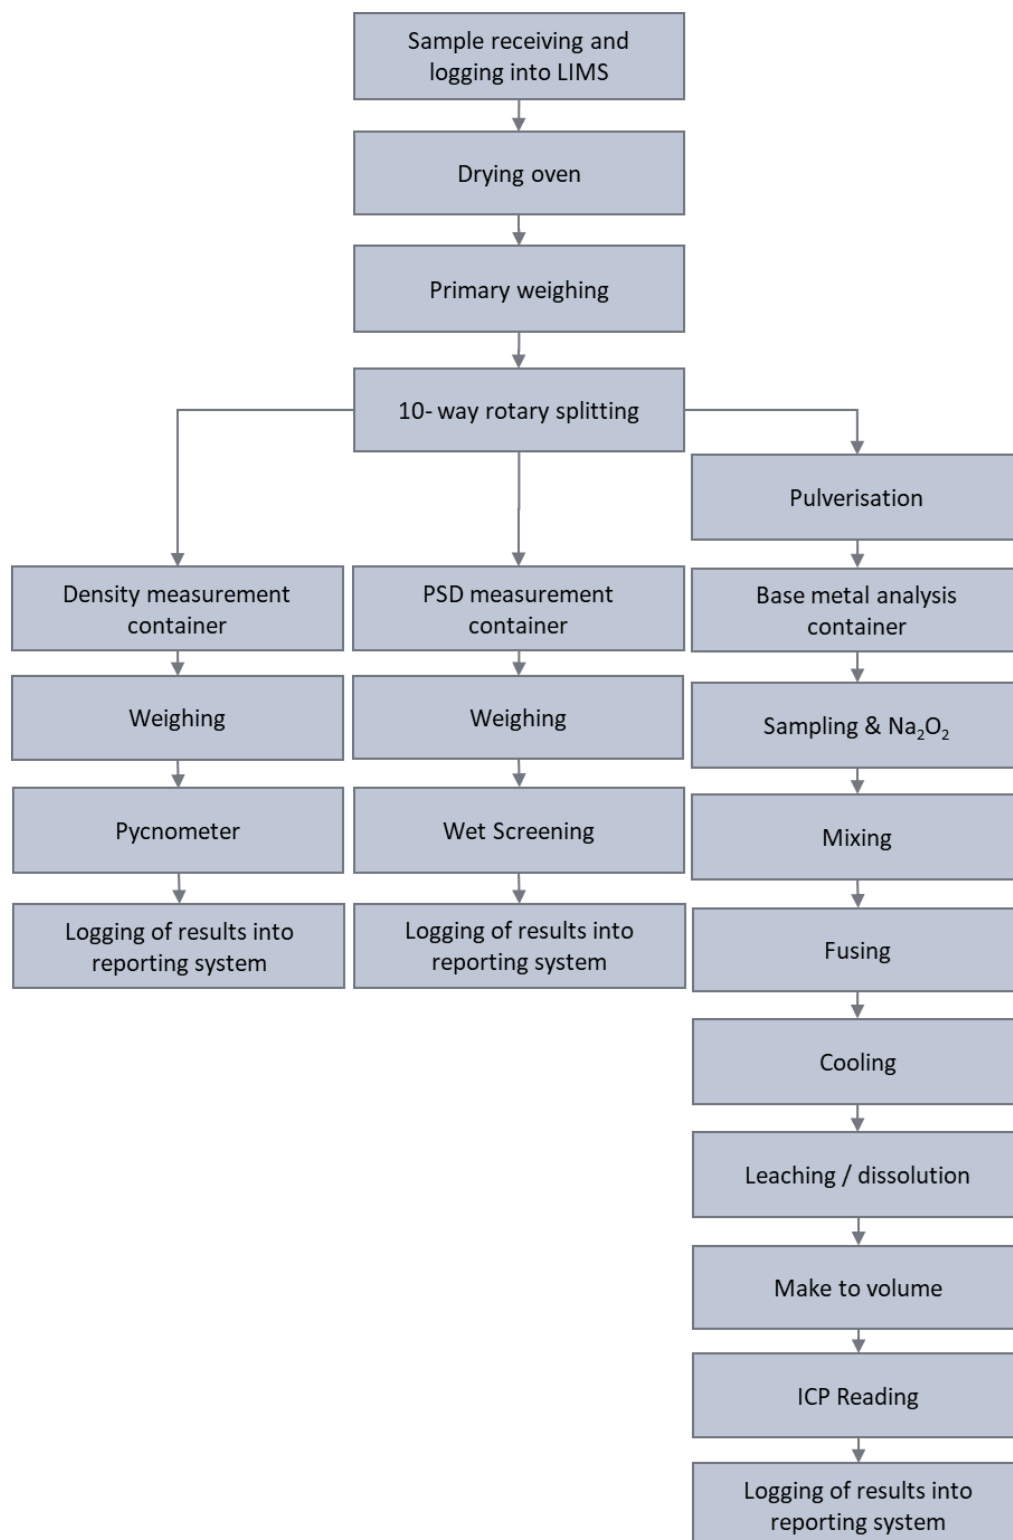 Sample receiving and
logging into LIMS
Drying oven
Primary weighing
10- way rotary splitting
Density measurement
container
Weighing
Pycnometer
Logging of results into
reporting system
PSD measurement
container
Weighing
Wet Screening
Logging of results into
reporting system
Pulverisation
Base metal analysis
container
Sampling & Na₂O₂
Mixing
Fusing
Cooling
Leaching / dissolution
Make to volume
ICP Reading
Logging of results into
reporting system